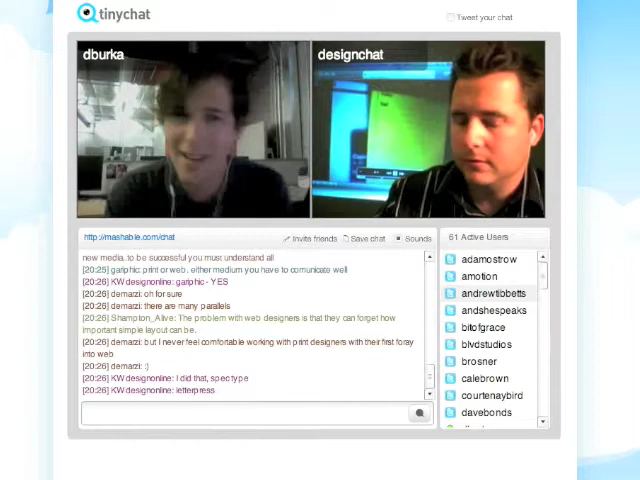 tinychat
Tweet your chat
dburka
designchat
http://mashable.com/chat
Invite friends
Save chat
Sounds
new media..to be successful you must understand all
[20:25] gariphic: print or web. either medium you have to comunicate well
[20:26] KWdesignonline: gariphic - YES
[20:26] demarzi: oh for sure
[20:26] demarzi: there are many parallels
[20:26] Shampton_Alive: The problem with web designers is that they can forget how
important simple layout can be.
[20:26] demarzi: but I never feel comfortable working with print designers with their first foray
into web
[20:26] demarzi: :)
[20:26] KWdesignonline: I did that, spec type
[20:26] KWdesignonline: letterpress
61 Active Users
adamostrow
amotion
andrewtibbetts
andshespeaks
bitofgrace
blvdstudios
brosner
calebrown
courtenaybird
davebonds